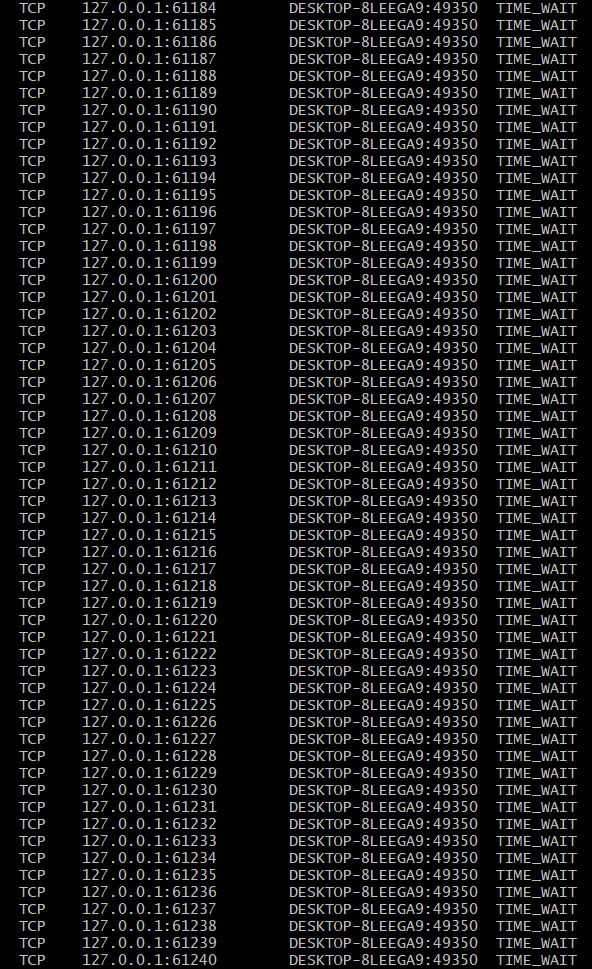 TCP 127.0.0.1:61184 DESKTOP-8LEEGA9:49350 TIME_WAIT
TCP 127.0.0.1:61185 DESKTOP-8LEEGA9:49350 TIME_WAIT
TCP 127.0.0.1:61186 DESKTOP-8LEEGA9:49350 TIME_WAIT
TCP 127.0.0.1:61187 DESKTOP-8LEEGA9:49350 TIME_WAIT
TCP 127.0.0.1:61188 DESKTOP-8LEEGA9:49350 TIME_WAIT
TCP 127.0.0.1:61189 DESKTOP-8LEEGA9:49350 TIME_WAIT
TCP 127.0.0.1:61190 DESKTOP-8LEEGA9:49350 TIME_WAIT
TCP 127.0.0.1:61191 DESKTOP-8LEEGA9:49350 TIME_WAIT
TCP 127.0.0.1:61192 DESKTOP-8LEEGA9:49350 TIME_WAIT
TCP 127.0.0.1:61193 DESKTOP-8LEEGA9:49350 TIME_WAIT
TCP 127.0.0.1:61194 DESKTOP-8LEEGA9:49350 TIME_WAIT
TCP 127.0.0.1:61195 DESKTOP-8LEEGA9:49350 TIME_WAIT
TCP 127.0.0.1:61196 DESKTOP-8LEEGA9:49350 TIME_WAIT
TCP 127.0.0.1:61197 DESKTOP-8LEEGA9:49350 TIME_WAIT
TCP 127.0.0.1:61198 DESKTOP-8LEEGA9:49350 TIME_WAIT
TCP 127.0.0.1:61199 DESKTOP-8LEEGA9:49350 TIME_WAIT
TCP 127.0.0.1:61200 DESKTOP-8LEEGA9:49350 TIME_WAIT
TCP 127.0.0.1:61201 DESKTOP-8LEEGA9:49350 TIME_WAIT
TCP 127.0.0.1:61202 DESKTOP-8LEEGA9:49350 TIME_WAIT
TCP 127.0.0.1:61203 DESKTOP-8LEEGA9:49350 TIME_WAIT
TCP 127.0.0.1:61204 DESKTOP-8LEEGA9:49350 TIME_WAIT
TCP 127.0.0.1:61205 DESKTOP-8LEEGA9:49350 TIME_WAIT
TCP 127.0.0.1:61206 DESKTOP-8LEEGA9:49350 TIME_WAIT
TCP 127.0.0.1:61207 DESKTOP-8LEEGA9:49350 TIME_WAIT
TCP 127.0.0.1:61208 DESKTOP-8LEEGA9:49350 TIME_WAIT
TCP 127.0.0.1:61209 DESKTOP-8LEEGA9:49350 TIME_WAIT
TCP 127.0.0.1:61210 DESKTOP-8LEEGA9:49350 TIME_WAIT
TCP 127.0.0.1:61211 DESKTOP-8LEEGA9:49350 TIME_WAIT
TCP 127.0.0.1:61212 DESKTOP-8LEEGA9:49350 TIME_WAIT
TCP 127.0.0.1:61213 DESKTOP-8LEEGA9:49350 TIME_WAIT
TCP 127.0.0.1:61214 DESKTOP-8LEEGA9:49350 TIME_WAIT
TCP 127.0.0.1:61215 DESKTOP-8LEEGA9:49350 TIME_WAIT
TCP 127.0.0.1:61216 DESKTOP-8LEEGA9:49350 TIME_WAIT
TCP 127.0.0.1:61217 DESKTOP-8LEEGA9:49350 TIME_WAIT
TCP 127.0.0.1:61218 DESKTOP-8LEEGA9:49350 TIME_WAIT
TCP 127.0.0.1:61219 DESKTOP-8LEEGA9:49350 TIME_WAIT
TCP 127.0.0.1:61220 DESKTOP-8LEEGA9:49350 TIME_WAIT
TCP 127.0.0.1:61221 DESKTOP-8LEEGA9:49350 TIME_WAIT
TCP 127.0.0.1:61222 DESKTOP-8LEEGA9:49350 TIME_WAIT
TCP 127.0.0.1:61223 DESKTOP-8LEEGA9:49350 TIME_WAIT
TCP 127.0.0.1:61224 DESKTOP-8LEEGA9:49350 TIME_WAIT
TCP 127.0.0.1:61225 DESKTOP-8LEEGA9:49350 TIME_WAIT
TCP 127.0.0.1:61226 DESKTOP-8LEEGA9:49350 TIME_WAIT
TCP 127.0.0.1:61227 DESKTOP-8LEEGA9:49350 TIME_WAIT
TCP 127.0.0.1:61228 DESKTOP-8LEEGA9:49350 TIME_WAIT
TCP 127.0.0.1:61229 DESKTOP-8LEEGA9:49350 TIME_WAIT
TCP 127.0.0.1:61230 DESKTOP-8LEEGA9:49350 TIME_WAIT
TCP 127.0.0.1:61231 DESKTOP-8LEEGA9:49350 TIME_WAIT
TCP 127.0.0.1:61232 DESKTOP-8LEEGA9:49350 TIME_WAIT
TCP 127.0.0.1:61233 DESKTOP-8LEEGA9:49350 TIME_WAIT
TCP 127.0.0.1:61234 DESKTOP-8LEEGA9:49350 TIME_WAIT
TCP 127.0.0.1:61235 DESKTOP-8LEEGA9:49350 TIME_WAIT
TCP 127.0.0.1:61236 DESKTOP-8LEEGA9:49350 TIME_WAIT
TCP 127.0.0.1:61237 DESKTOP-8LEEGA9:49350 TIME_WAIT
TCP 127.0.0.1:61238 DESKTOP-8LEEGA9:49350 TIME_WAIT
TCP 127.0.0.1:61239 DESKTOP-8LEEGA9:49350 TIME_WAIT
TCP 127.0.0.1:61240 DESKTOP-8LEEGA9:49350 TIME_WAIT